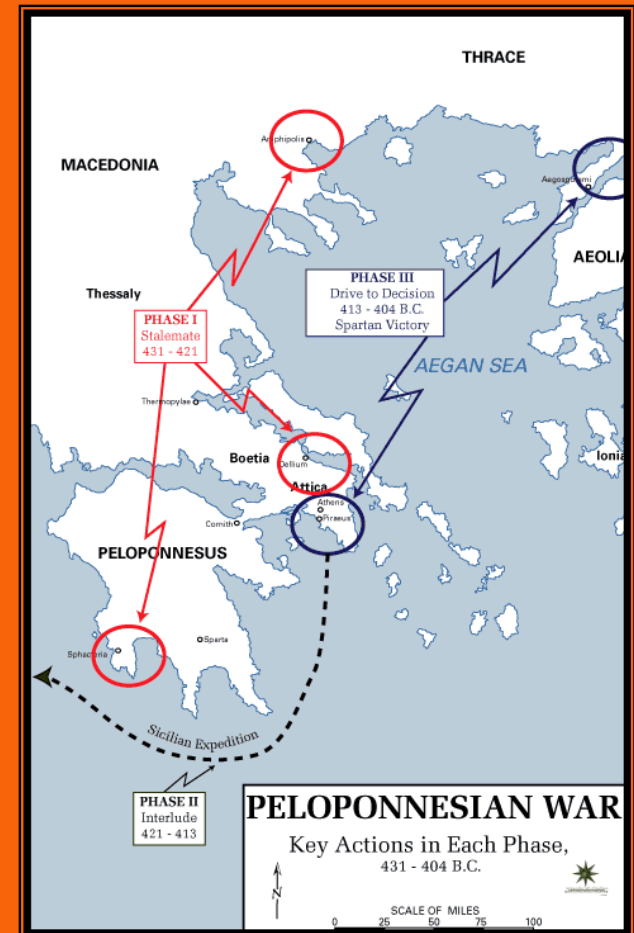 THRACE
Amphipolis
MACEDONIA
Aegospotami
AEOLIA
PHASE III
Drive to Decision
413 - 404 B.C.
Spartan Victory
Thessaly
PHASE I
Stalemate
431 - 421
AEGAN SEA
Thermopylae
Boetia
Dellium
Ionia
Attica
Athens
Piraeus
Cornith
PELOPONNESUS
Sparta
Sphacteria
Sicilian Expedition
PHASE II
Interlude
421 - 413
PELOPONNESIAN WAR
Key Actions in Each Phase,
431 - 404 B.C.
N
SCALE OF MILES
0 25 50 75 100